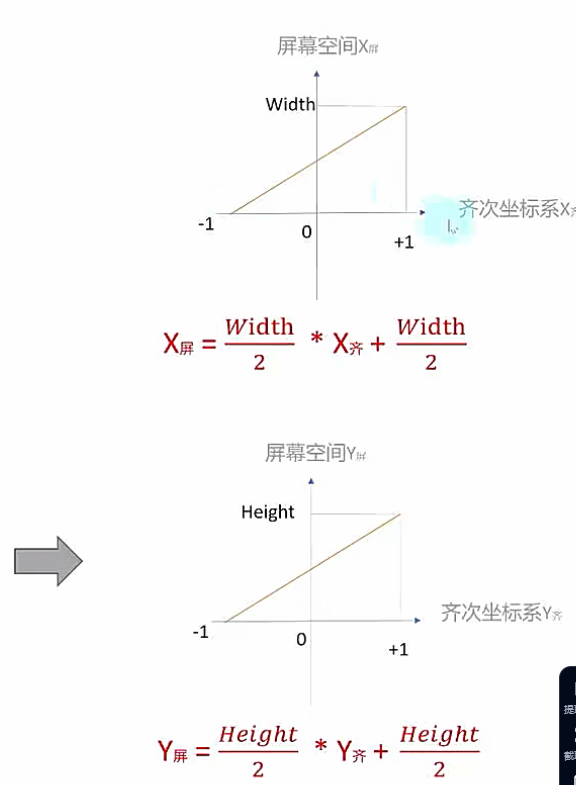 屏幕空间X屏
Width
齐次坐标系X齐
-1
0
+1
X屏 = Width/2 * X齐 + Width/2
屏幕空间Y屏
Height
齐次坐标系Y齐
-1
0
+1
Y屏 = Height/2 * Y齐 + Height/2